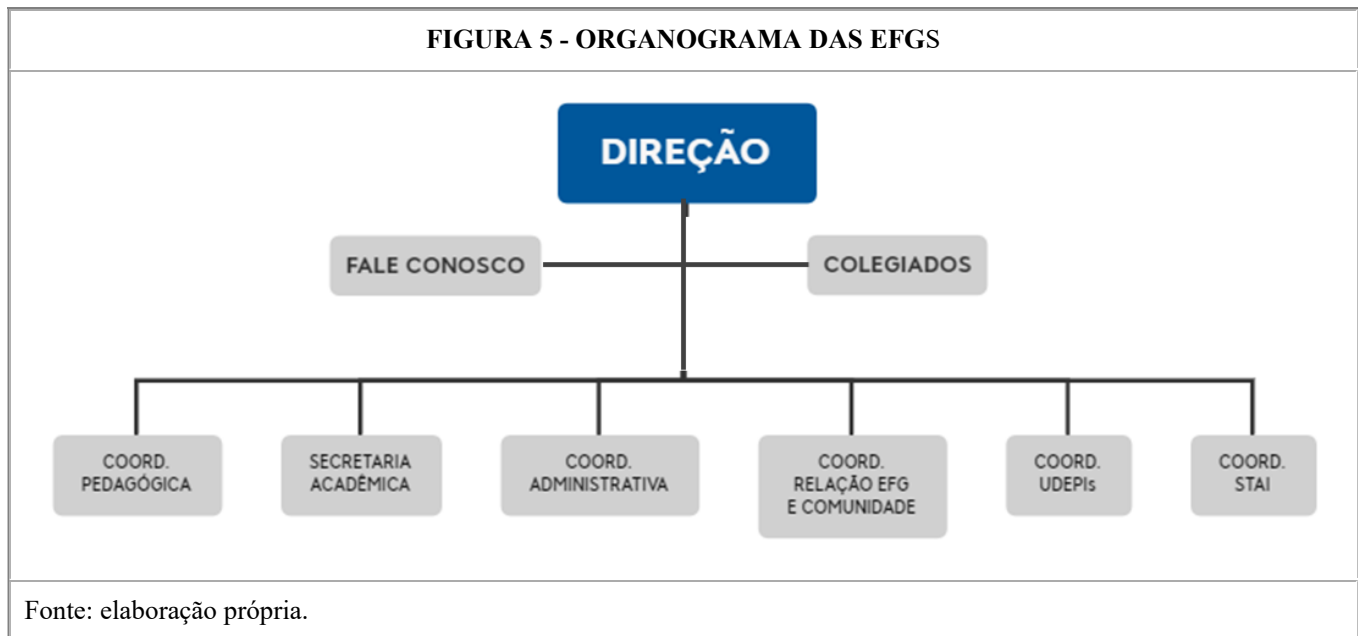 FIGURA 5 - ORGANOGRAMA DAS EFGS
DIREÇÃO
FALE CONOSCO
COLEGIADOS
COORD.
PEDAGÓGICA
SECRETARIA
ACADÊMICA
COORD.
ADMINISTRATIVA
COORD.
RELAÇÃO EFG
E COMUNIDADE
COORD.
UDEPIs
COORD.
STAI
Fonte: elaboração própria.